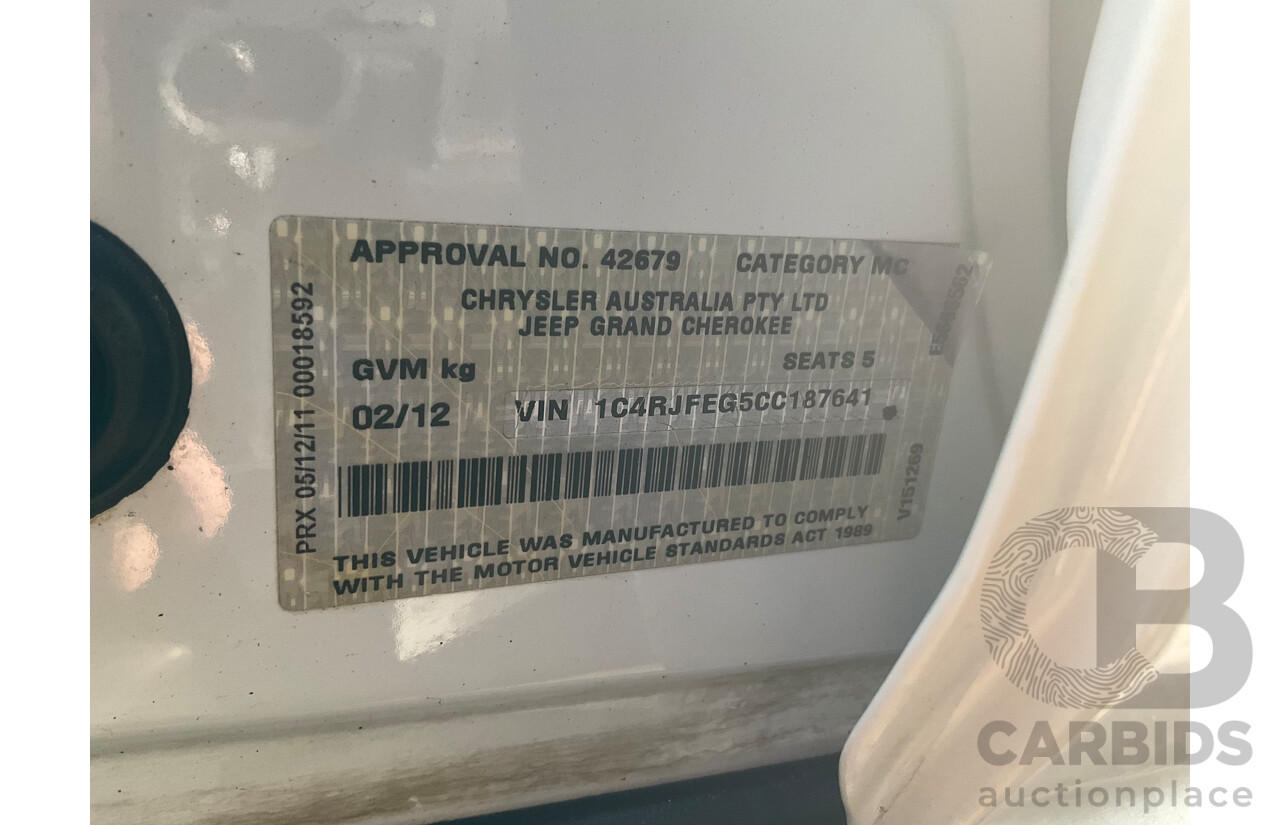 APPROVAL NO. 42679 CATEGORY MC
CHRYSLER AUSTRALIA PTY LTD
JEEP GRAND CHEROKEE
GVM kg SEATS 5
02/12 VIN 1C4RJFEG5CC187641
THIS VEHICLE WAS MANUFACTURED TO COMPLY
WITH THE MOTOR VEHICLE STANDARDS ACT 1989
PRX 05/12/11 00018592
V151269
CB
CARBIDS
auctionplace